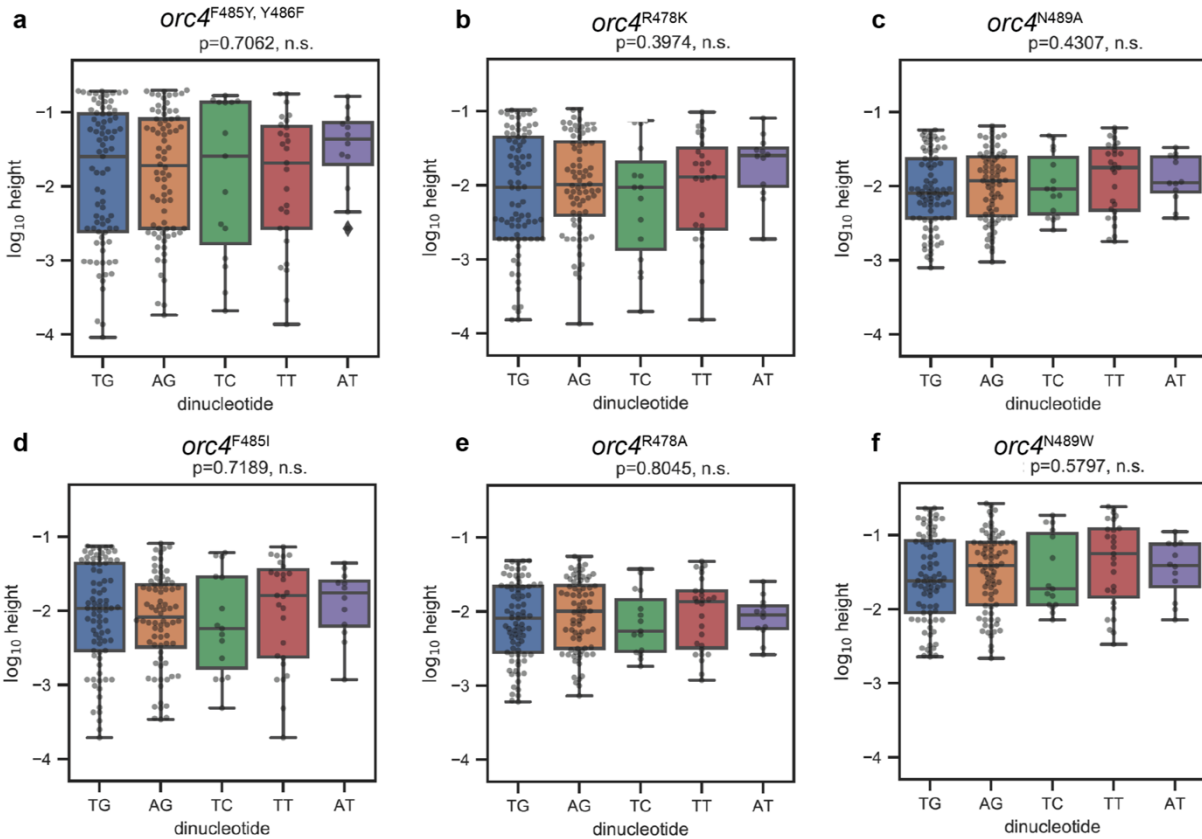 a
orc4F485Y, Y486F
p=0.7062, n.s.
log10 height
−1
−2
−3
−4
TG AG TC TT AT
dinucleotide
b
orc4R478K
p=0.3974, n.s.
log10 height
−1
−2
−3
−4
TG AG TC TT AT
dinucleotide
c
orc4N489A
p=0.4307, n.s.
log10 height
−1
−2
−3
−4
TG AG TC TT AT
dinucleotide
d
orc4F485I
p=0.7189, n.s.
log10 height
−1
−2
−3
−4
TG AG TC TT AT
dinucleotide
e
orc4R478A
p=0.8045, n.s.
log10 height
−1
−2
−3
−4
TG AG TC TT AT
dinucleotide
f
orc4N489W
p=0.5797, n.s.
log10 height
−1
−2
−3
−4
TG AG TC TT AT
dinucleotide